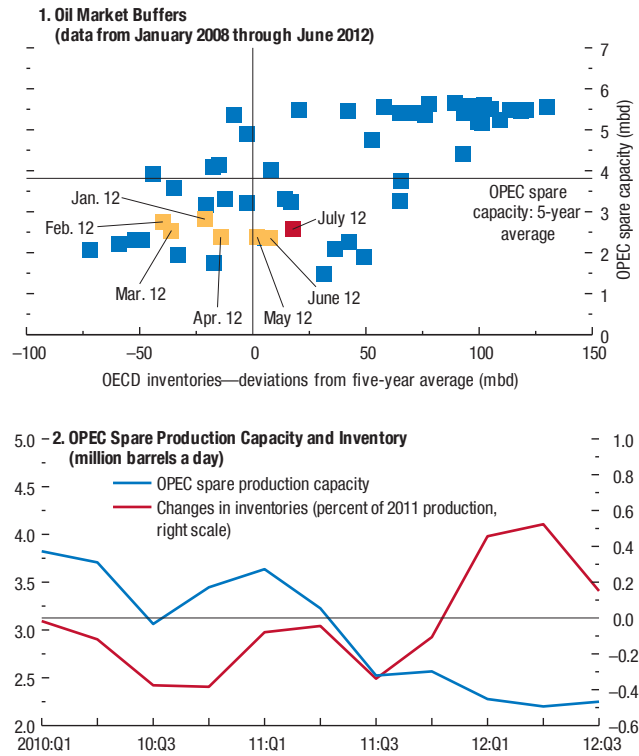 1. Oil Market Buffers
(data from January 2008 through June 2012)
7
6
5
4
3
2
1
0
OPEC spare capacity (mbd)
OPEC spare
capacity: 5-year
average
Jan. 12
Feb. 12
Mar. 12
Apr. 12
May 12
June 12
July 12
–100
–50
0
50
100
150
OECD inventories—deviations from five-year average (mbd)
2. OPEC Spare Production Capacity and Inventory
(million barrels a day)
OPEC spare production capacity
Changes in inventories (percent of 2011 production,
right scale)
5.0
4.0
3.5
3.0
2.5
2.0
1.0
0.8
0.6
0.4
0.2
0.0
–0.2
–0.4
–0.6
2010:Q1
10:Q3
11:Q1
11:Q3
12:Q1
12:Q3